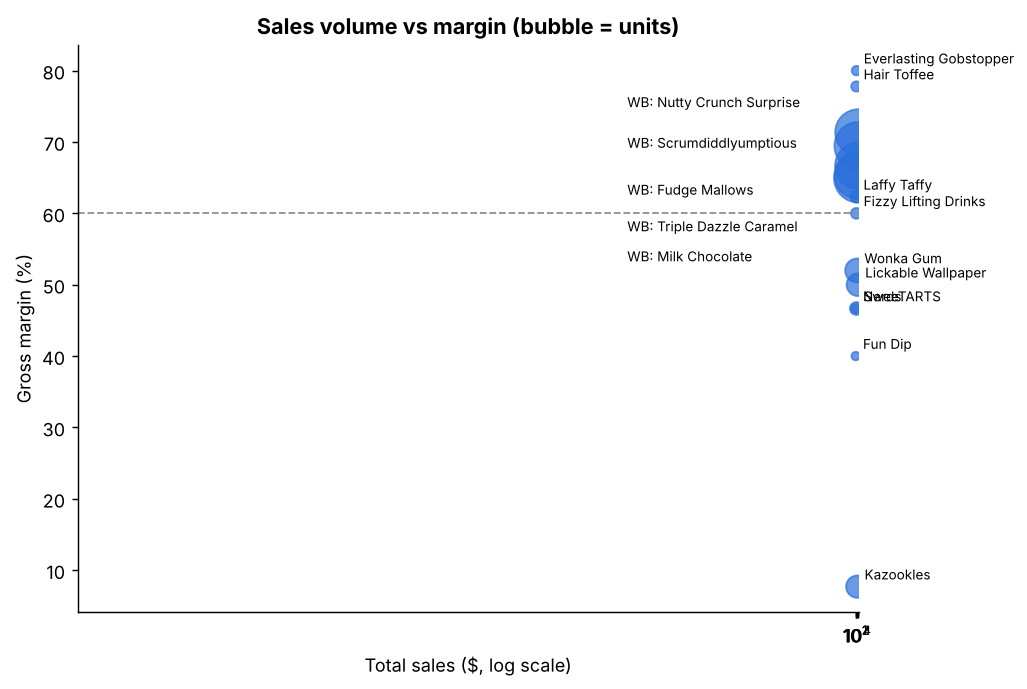 Sales volume vs margin (bubble = units)
Everlasting Gobstopper
Hair Toffee
WB: Nutty Crunch Surprise
WB: Scrumdiddlyumptious
WB: Fudge Mallows
Laffy Taffy
Fizzy Lifting Drinks
WB: Triple Dazzle Caramel
WB: Milk Chocolate
Wonka Gum
Lickable Wallpaper
Fun Dip
Kazookles
80
70
60
50
40
30
20
10
Gross margin (%)
Total sales ($, log scale)